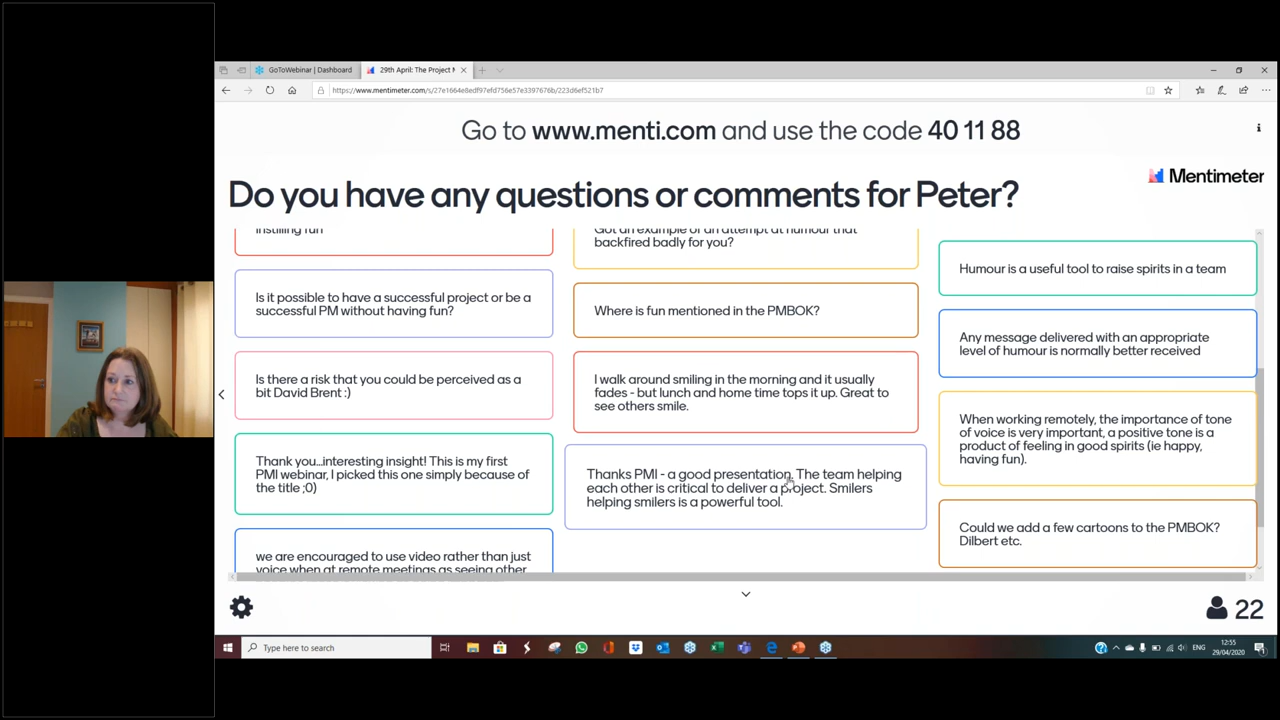 GoToWebinar | Dashboard
29th April: The Project M
https://www.mentimeter.com/s/27e1664e8edf97efd756e57e3397676b/223d6ef521b7
Go to www.menti.com and use the code 40 11 88
Mentimeter
Do you have any questions or comments for Peter?
instilling fun
Is it possible to have a successful project or be a
successful PM without having fun?
Is there a risk that you could be perceived as a
bit David Brent :)
Thank you...interesting insight! This is my first
PMI webinar, I picked this one simply because of
the title ;0)
we are encouraged to use video rather than just
voice when at remote meetings as seeing other
Got an example of an attempt at humour that
backfired badly for you?
Where is fun mentioned in the PMBOK?
I walk around smiling in the morning and it usually
fades - but lunch and home time tops it up. Great to
see others smile.
Thanks PMI - a good presentation. The team helping
each other is critical to deliver a project. Smilers
helping smilers is a powerful tool.
Humour is a useful tool to raise spirits in a team
Any message delivered with an appropriate
level of humour is normally better received
When working remotely, the importance of tone
of voice is very important, a positive tone is a
product of feeling in good spirits (ie happy,
having fun).
Could we add a few cartoons to the PMBOK?
Dilbert etc.
22
Type here to search
ENG
12:55
29/04/2020